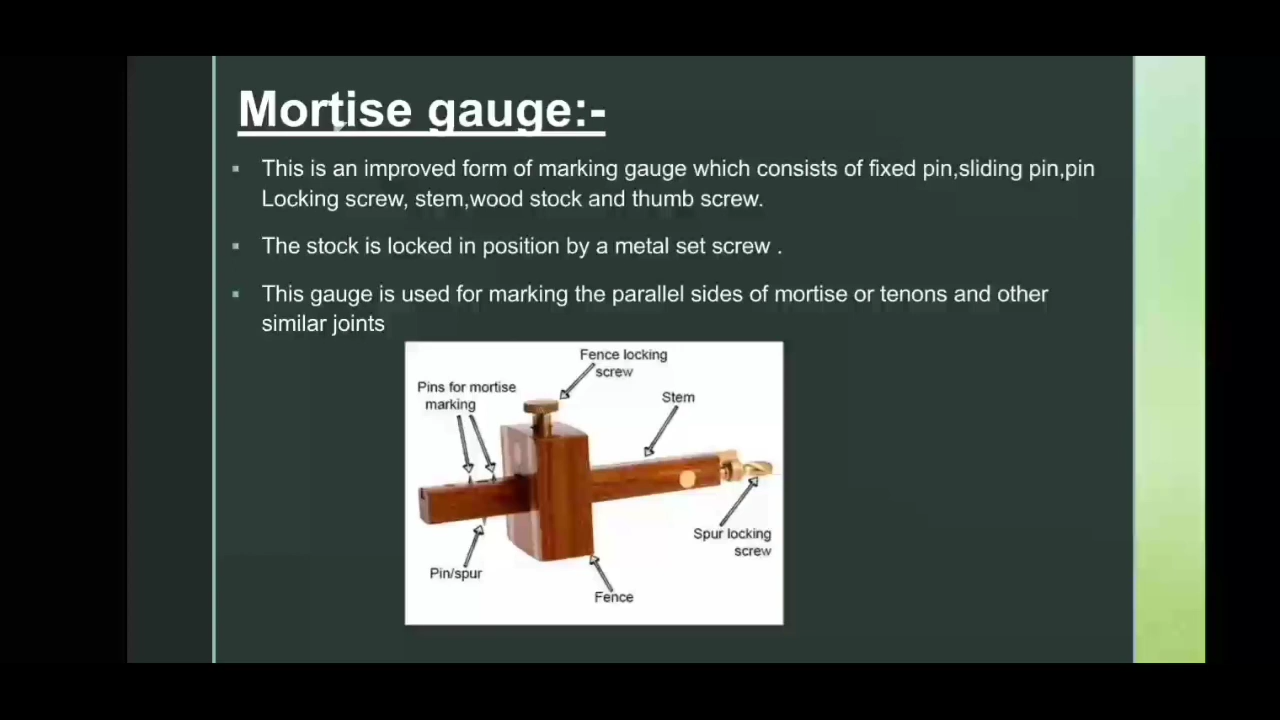 Mortise gauge:-
▪ This is an improved form of marking gauge which consists of fixed pin,sliding pin,pin
Locking screw, stem,wood stock and thumb screw.
▪ The stock is locked in position by a metal set screw .
▪ This gauge is used for marking the parallel sides of mortise or tenons and other
similar joints
Fence locking
screw
Pins for mortise
marking
Stem
Spur locking
screw
Pin/spur
Fence